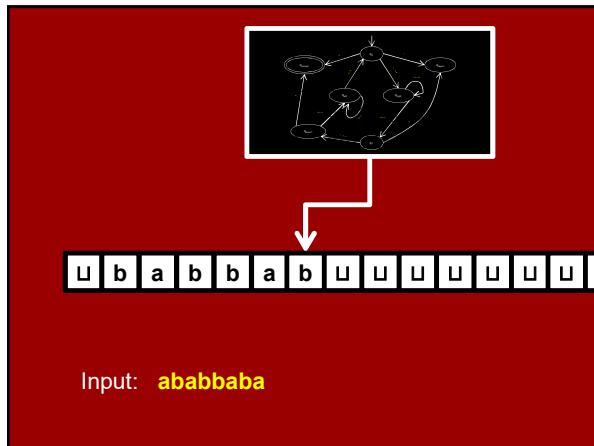 ⊔ b a b b a b ⊔ ⊔ ⊔ ⊔ ⊔ ⊔ ⊔
Input: ababbaba